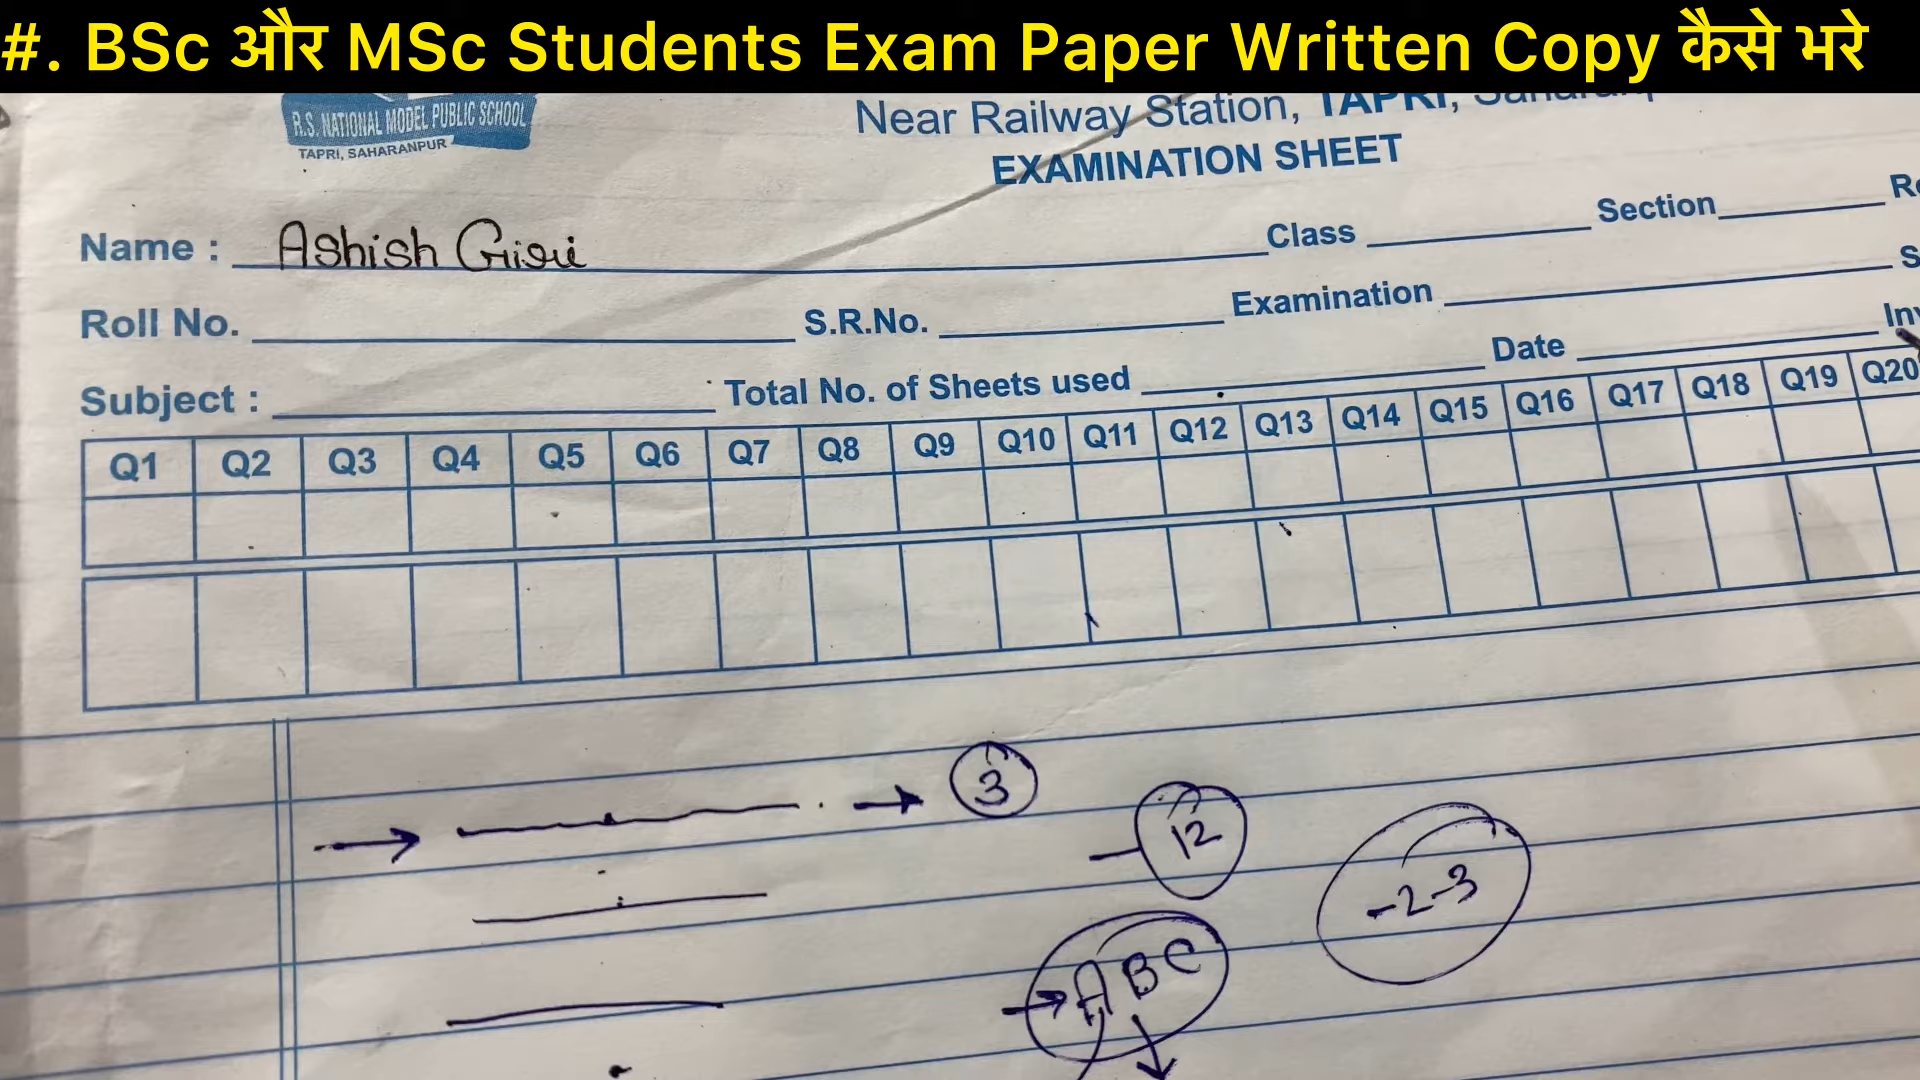 #. BSc और MSc Students Exam Paper Written Copy कैसे भरे
R.S. NATIONAL MODEL PUBLIC SCHOOL
TAPRI, SAHARANPUR
Near Railway Station, TAPRI,
EXAMINATION SHEET
Name : Ashish Giri Class Section
Roll No. S.R.No. Examination
Subject : Total No. of Sheets used Date
Q1 Q2 Q3 Q4 Q5 Q6 Q7 Q8 Q9 Q10 Q11 Q12 Q13 Q14 Q15 Q16 Q17 Q18 Q19 Q20
3
12
-2-3
ABC